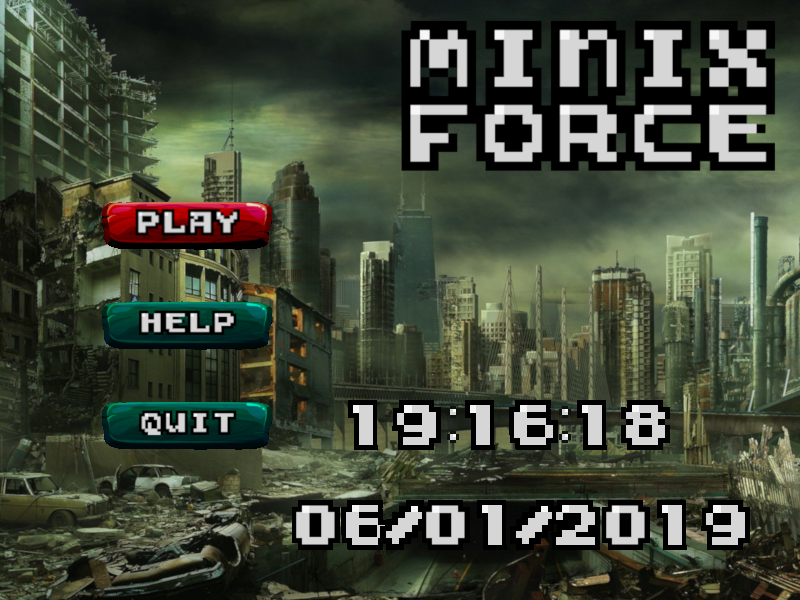 MINIX
FORCE
PLAY
HELP
QUIT
19:16:18
06/01/2019